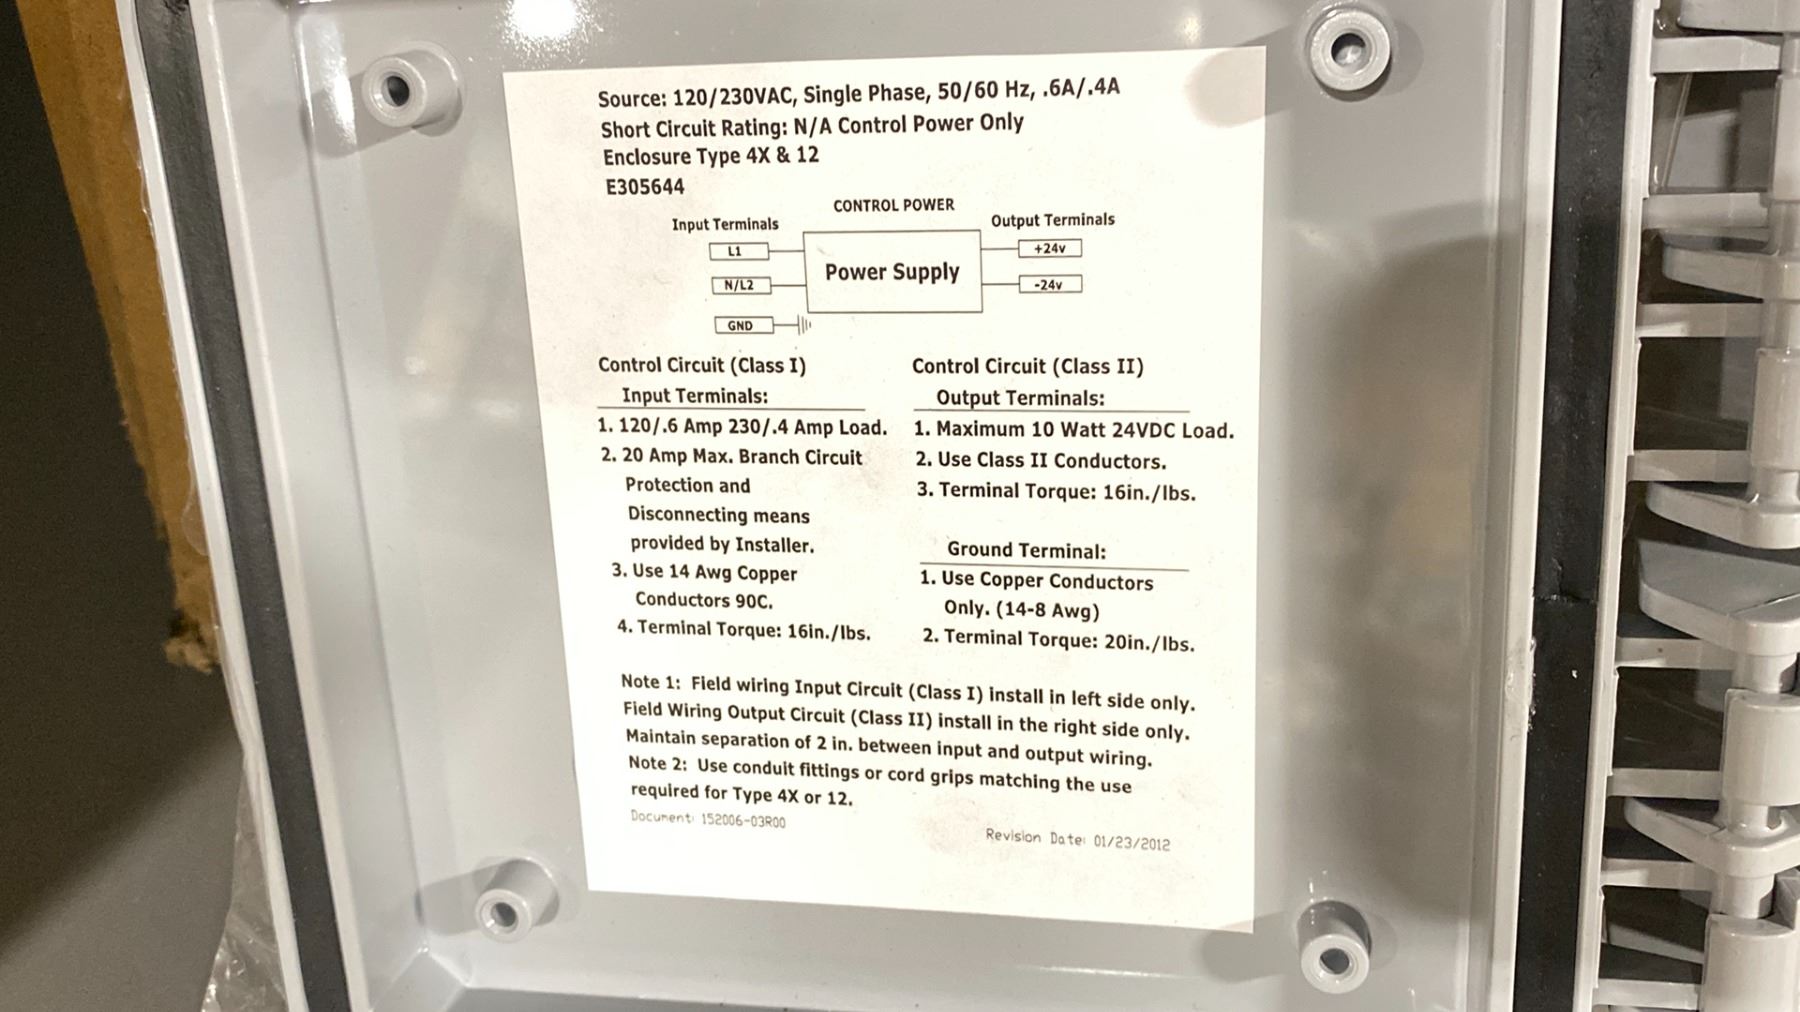 Source: 120/230VAC, Single Phase, 50/60 Hz, .6A/.4A
Short Circuit Rating: N/A Control Power Only
Enclosure Type 4X & 12
E305644
CONTROL POWER
Input Terminals
Output Terminals
L1
+24v
Power Supply
N/L2
-24v
GND
Control Circuit (Class I)
Input Terminals:
1. 120/.6 Amp 230/.4 Amp Load.
2. 20 Amp Max. Branch Circuit
Protection and
Disconnecting means
provided by Installer.
3. Use 14 Awg Copper
Conductors 90C.
4. Terminal Torque: 16in./lbs.
Control Circuit (Class II)
Output Terminals:
1. Maximum 10 Watt 24VDC Load.
2. Use Class II Conductors.
3. Terminal Torque: 16in./lbs.
Ground Terminal:
1. Use Copper Conductors
Only. (14-8 Awg)
2. Terminal Torque: 20in./lbs.
Note 1: Field wiring Input Circuit (Class I) install in left side only.
Field Wiring Output Circuit (Class II) install in the right side only.
Maintain separation of 2 in. between input and output wiring.
Note 2: Use conduit fittings or cord grips matching the use
required for Type 4X or 12.
Document: 152006-03R00
Revision Date: 01/23/2012